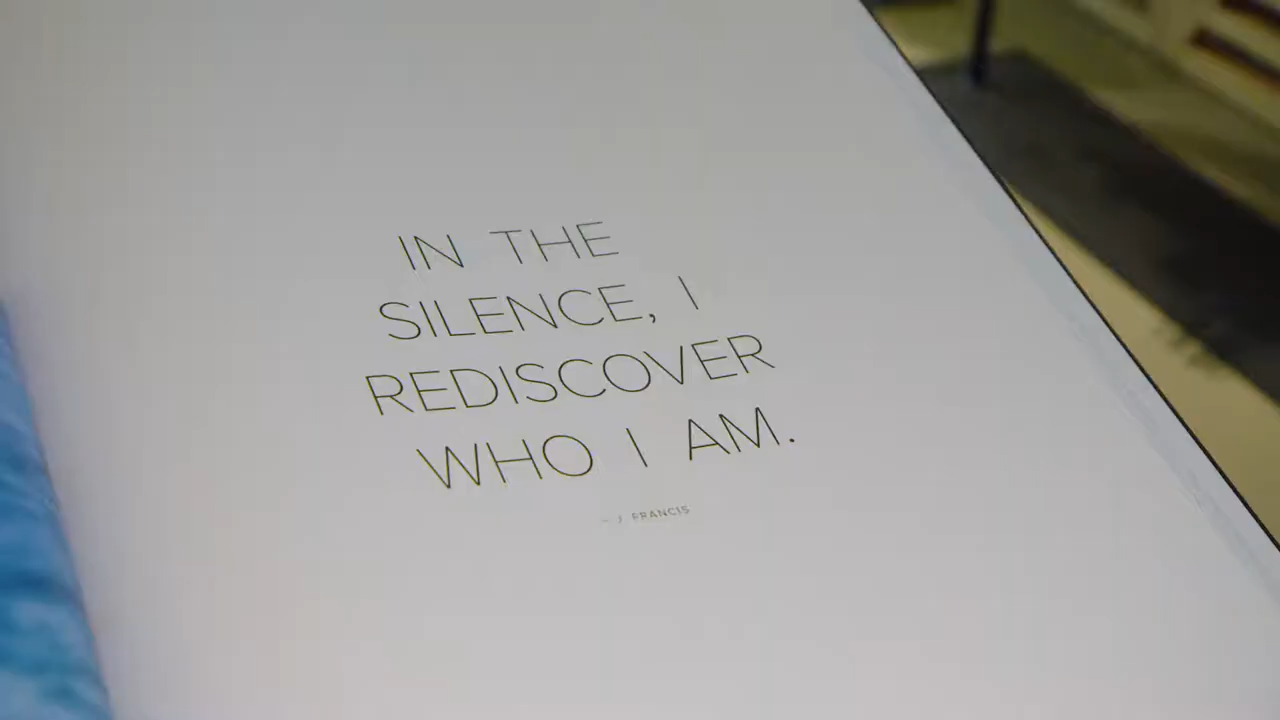 IN THE
SILENCE, I
REDISCOVER
WHO I AM.
– J FRANCIS